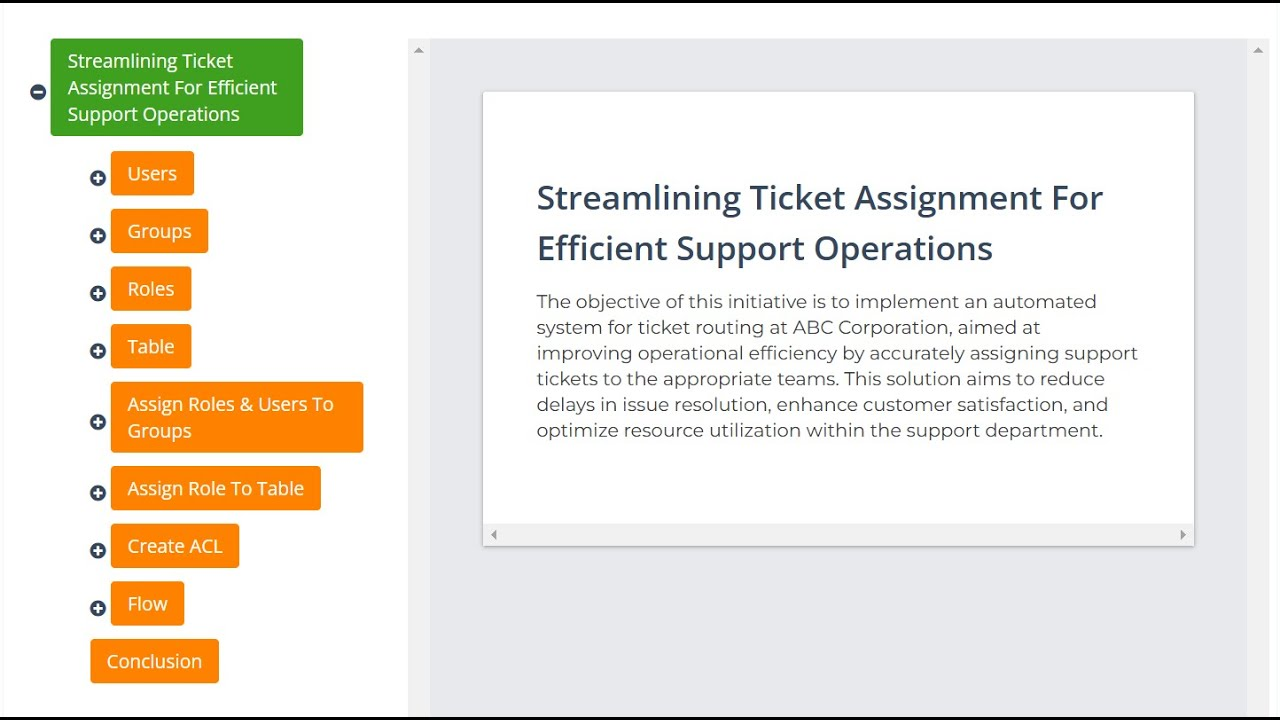 Streamlining Ticket
Assignment For Efficient
Support Operations
Users
Groups
Roles
Table
Assign Roles & Users To
Groups
Assign Role To Table
Create ACL
Flow
Conclusion
Streamlining Ticket Assignment For
Efficient Support Operations
The objective of this initiative is to implement an automated
system for ticket routing at ABC Corporation, aimed at
improving operational efficiency by accurately assigning support
tickets to the appropriate teams. This solution aims to reduce
delays in issue resolution, enhance customer satisfaction, and
optimize resource utilization within the support department.